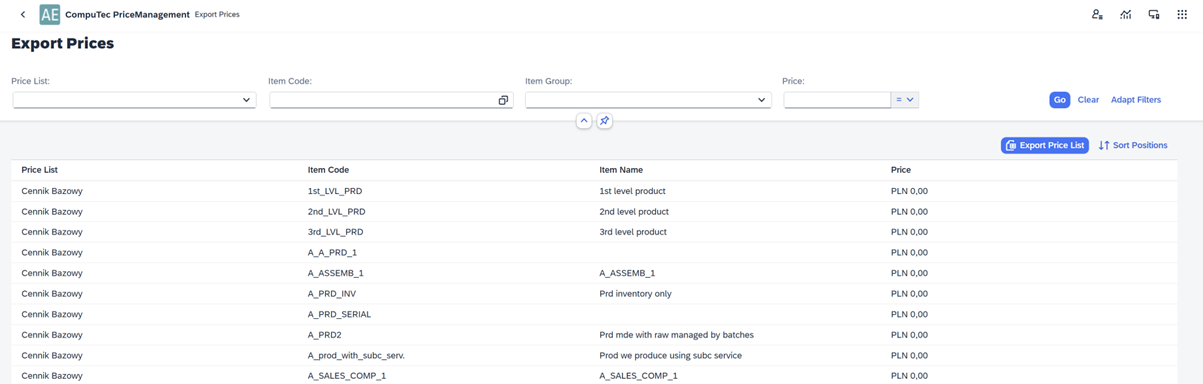 AE CompuTec PriceManagement Export Prices
Export Prices
Price List: Item Code: Item Group: Price:
= Go Clear Adapt Filters
Export Price List Sort Positions
Price List Item Code Item Name Price
Cennik Bazowy 1st_LVL_PRD 1st level product PLN 0,00
Cennik Bazowy 2nd_LVL_PRD 2nd level product PLN 0,00
Cennik Bazowy 3rd_LVL_PRD 3rd level product PLN 0,00
Cennik Bazowy A_A_PRD_1 PLN 0,00
Cennik Bazowy A_ASSEMB_1 A_ASSEMB_1 PLN 0,00
Cennik Bazowy A_PRD_INV Prd inventory only PLN 0,00
Cennik Bazowy A_PRD_SERIAL PLN 0,00
Cennik Bazowy A_PRD2 Prd mde with raw managed by batches PLN 0,00
Cennik Bazowy A_prod_with_subc_serv. Prod we produce using subc service PLN 0,00
Cennik Bazowy A_SALES_COMP_1 A_SALES_COMP_1 PLN 0,00